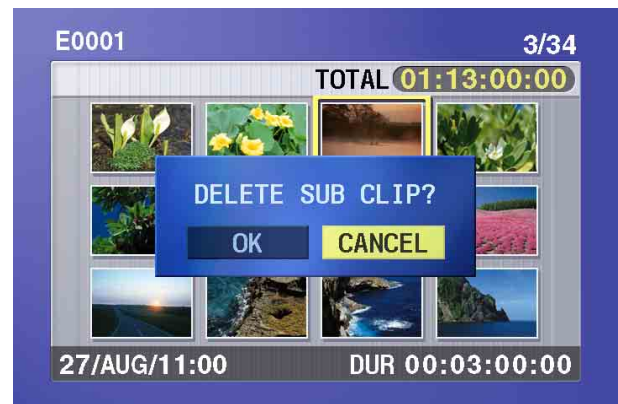 E0001 3/34
TOTAL 01:13:00:00
DELETE SUB CLIP?
OK CANCEL
27/AUG/11:00 DUR 00:03:00:00